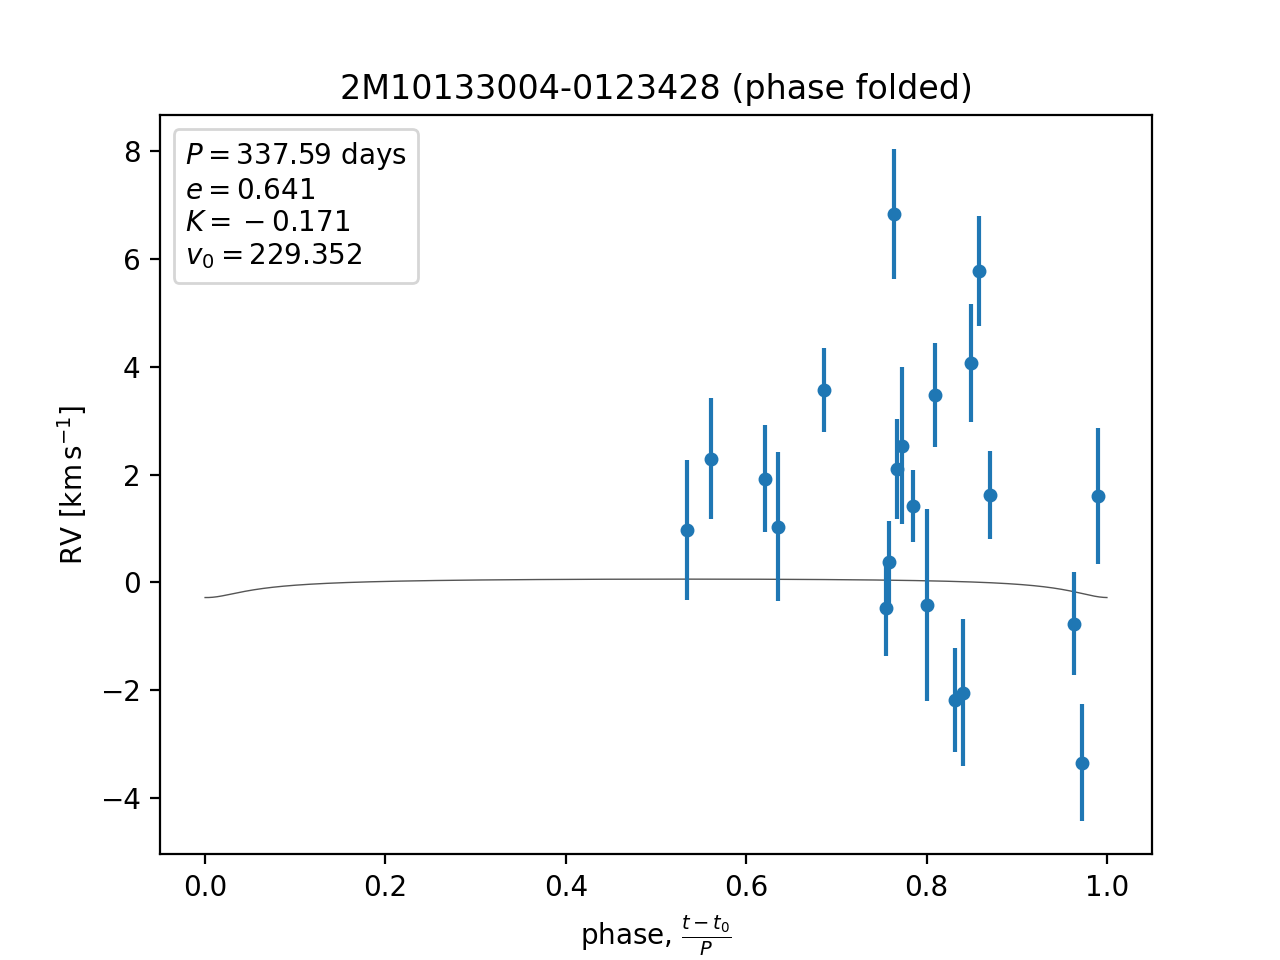 2M10133004-0123428 (phase folded)
P = 337.59 days
e = 0.641
K = −0.171
v₀ = 229.352
8
6
4
2
0
−2
−4
RV [km s⁻¹]
0.0 0.2 0.4 0.6 0.8 1.0
phase, (t − t₀)/P